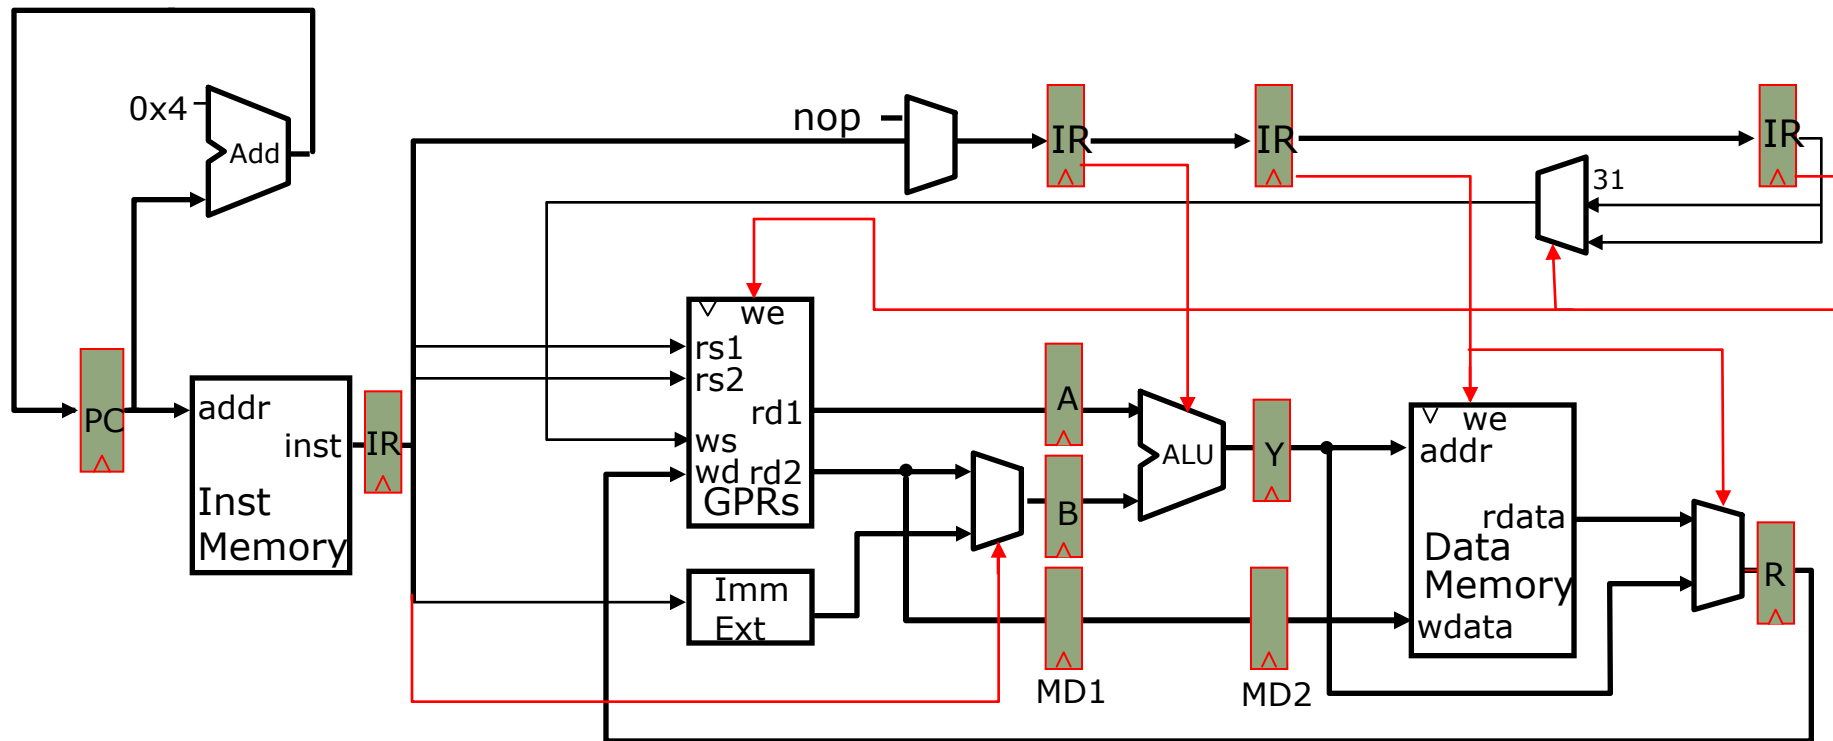 0x4
Add
nop
IR
IR
IR
31
we
rs1
rs2
rd1
ws
wd rd2
GPRs
PC
addr
inst
Inst
Memory
IR
A
B
ALU
Y
we
addr
rdata
Data
Memory
wdata
R
Imm
Ext
MD1
MD2